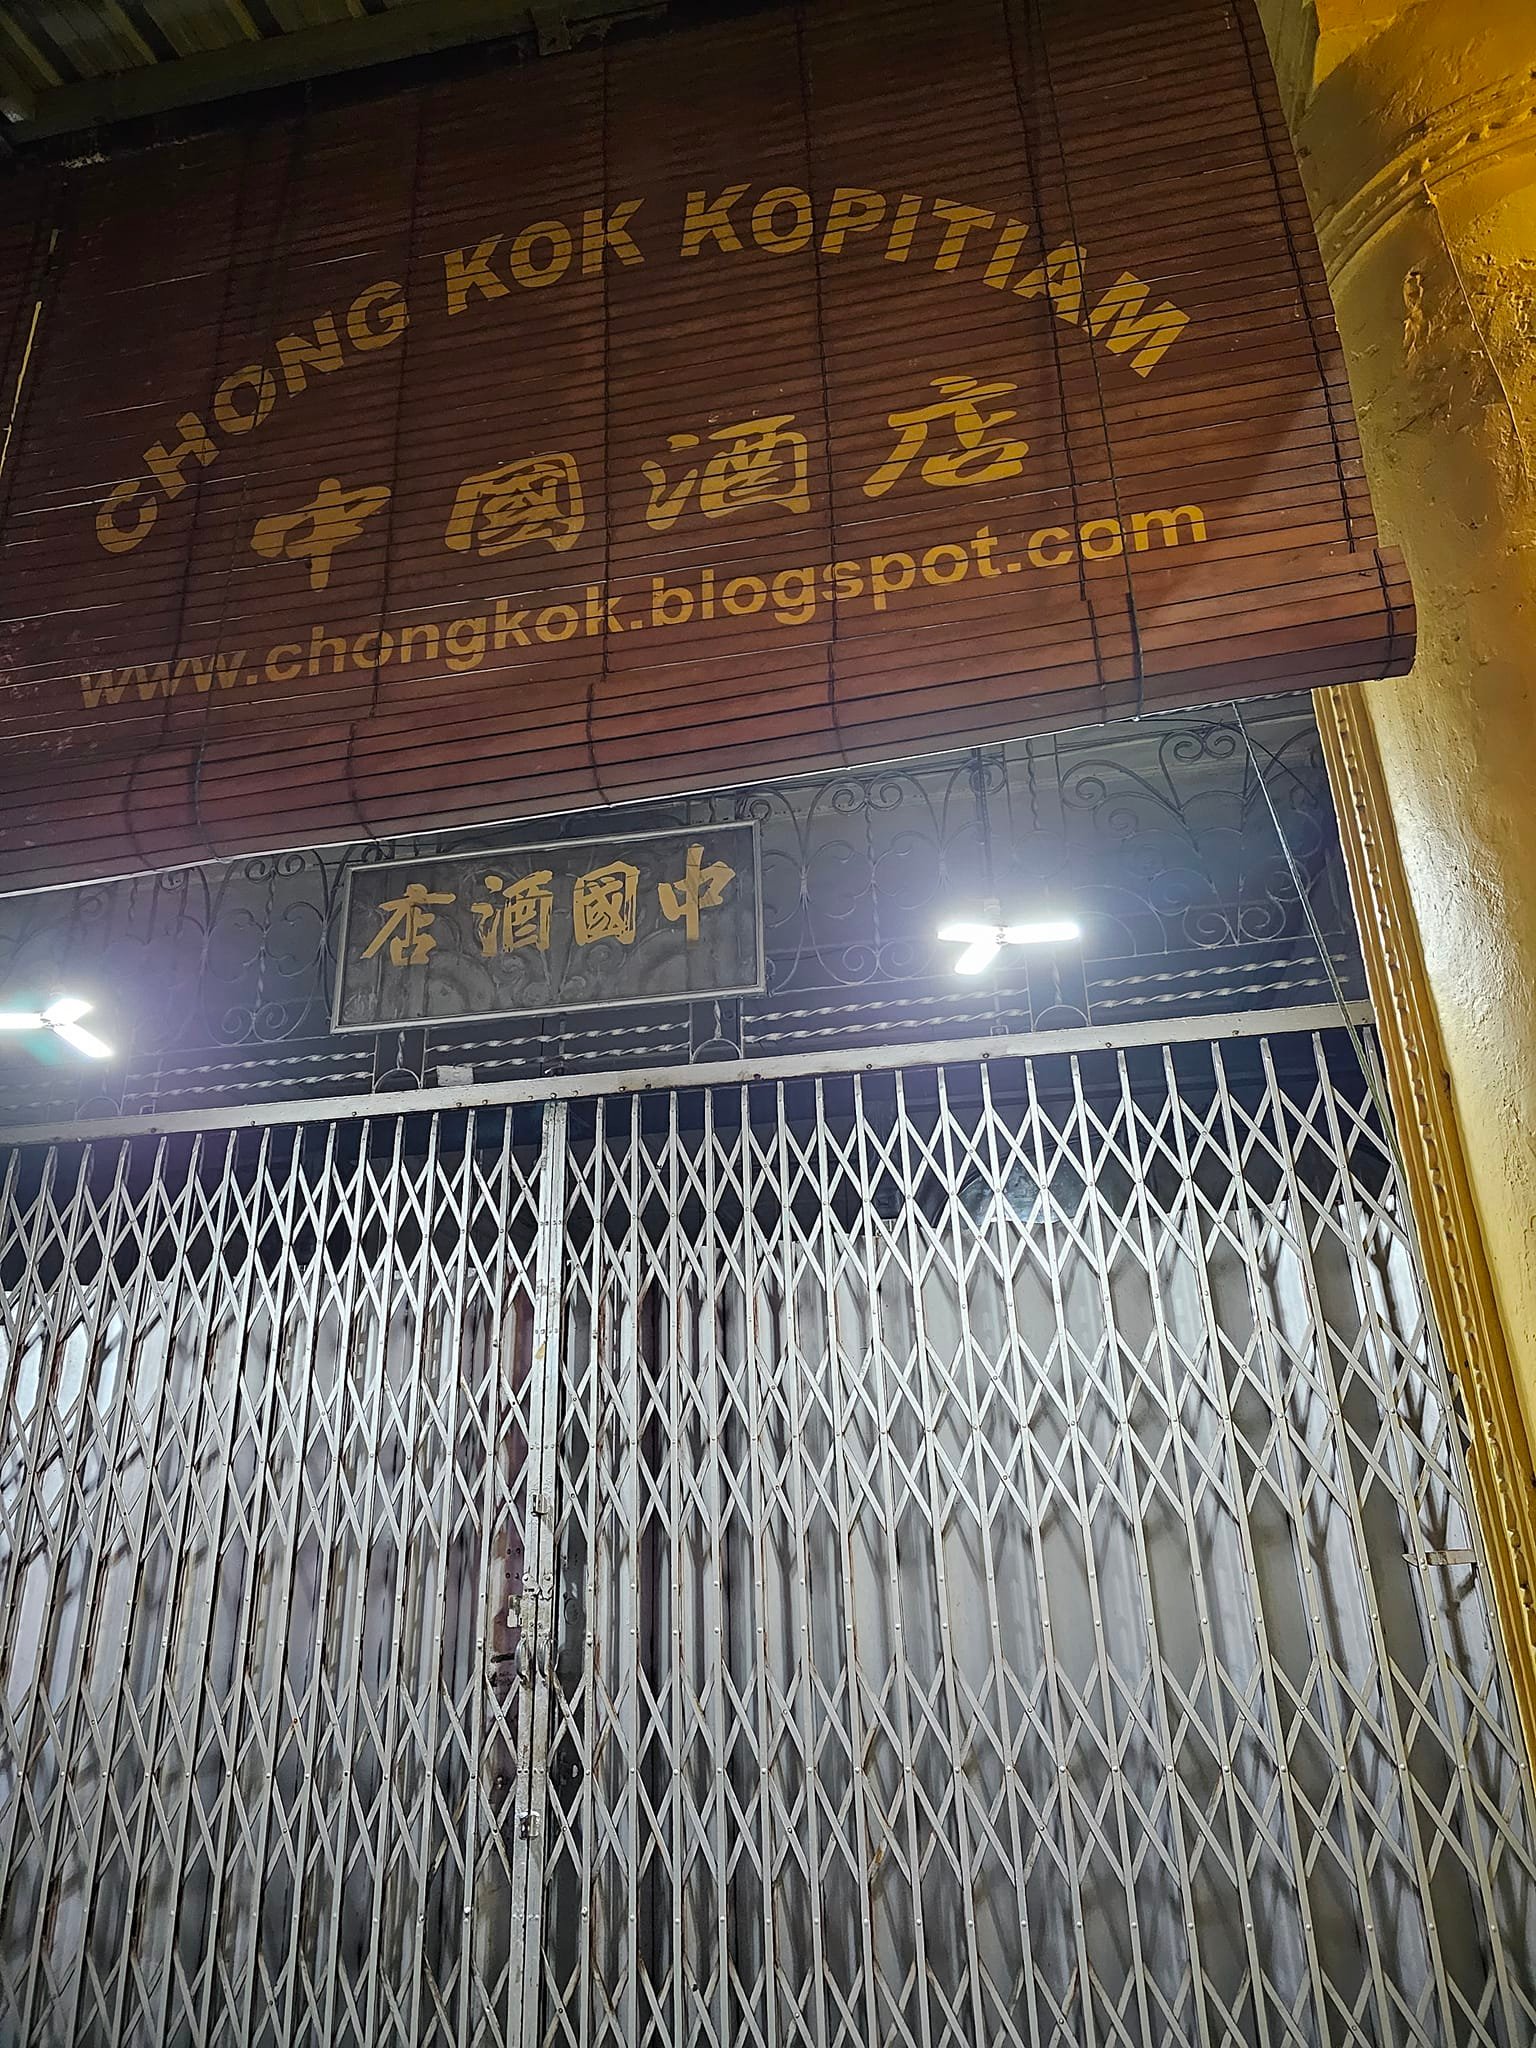 CHONG KOK KOPITIAM
中國酒店
www.chongkok.blogspot.com
中國酒店